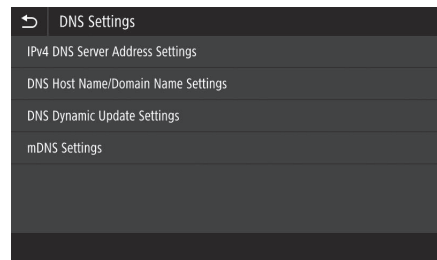 DNS Settings
IPv4 DNS Server Address Settings
DNS Host Name/Domain Name Settings
DNS Dynamic Update Settings
mDNS Settings